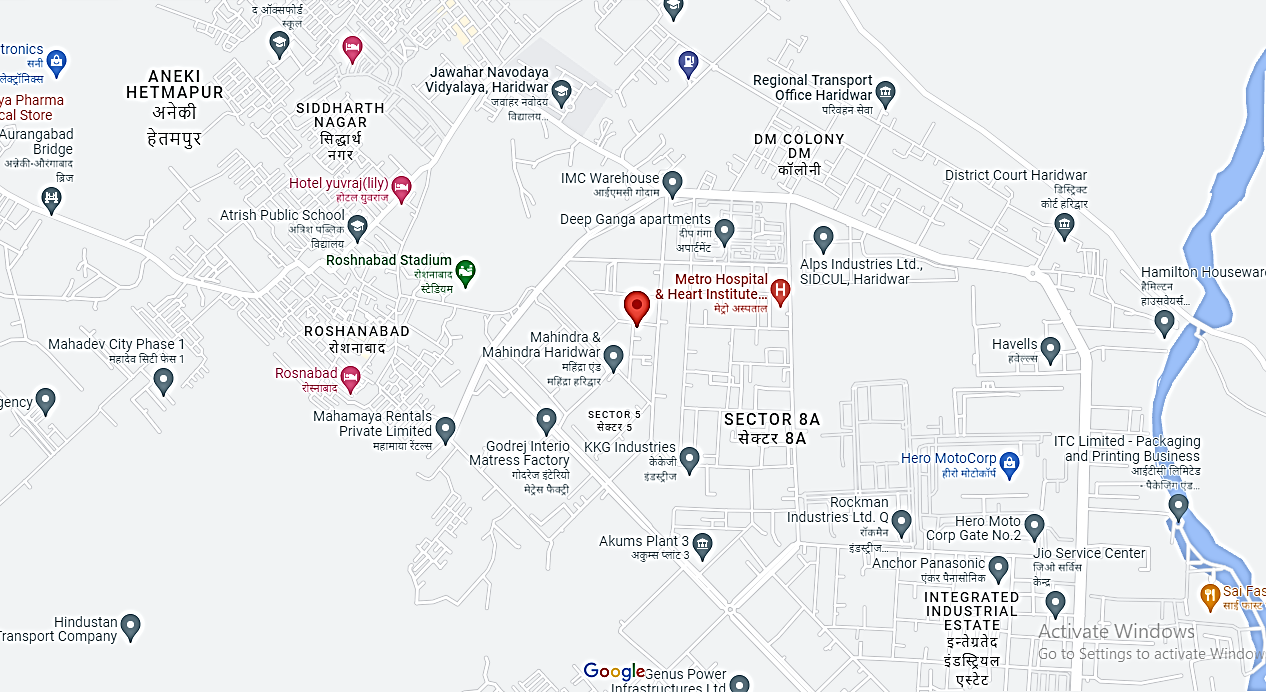 द ऑक्सफोर्ड
स्कूल
tronics
सनी
लेक्ट्रॉनिक्स
ya Pharma
cal Store
Aurangabad
Bridge
अन्नेकी-औरंगाबाद
ब्रिज
ANEKI
HETMAPUR
अनेकी
हेतमपुर
SIDDHARTH
NAGAR
सिद्धार्थ
नगर
Jawahar Navodaya
Vidyalaya, Haridwar
जवाहर नवोदय
विद्यालय...
Regional Transport
Office Haridwar
परिवहन सेवा
DM COLONY
DM
कॉलोनी
District Court Haridwar
डिस्ट्रिक्ट
कोर्ट हरिद्वार
IMC Warehouse
आईएमसी गोदाम
Hotel yuvraj(lily)
होटल युवराज
Atrish Public School
अत्रिश पब्लिक
विद्यालय
Deep Ganga apartments
दीप गंगा
अपार्टमेंट
Roshnabad Stadium
रोशनाबाद
स्टेडियम
Alps Industries Ltd.,
SIDCUL, Haridwar
Metro Hospital
& Heart Institute...
मेट्रो अस्पताल
Hamilton Houseware
हैमिल्टन
हाउसवेयर्स...
ROSHANABAD
रोशनाबाद
Mahindra &
Mahindra Haridwar
महिंद्रा एंड
महिंद्रा हरिद्वार
Mahadev City Phase 1
महादेव सिटी फेस 1
Havells
हवेल्ल्स
Rosnabad
रोस्नाबाद
gency
Mahamaya Rentals
Private Limited
महामाया रेंटल्स
SECTOR 5
सेक्टर 5
SECTOR 8A
सेक्टर 8A
Godrej Interio
Matress Factory
गोदरेज इंटेरियो
मेट्रेस फैक्ट्री
KKG Industries
केकेजी
इंडस्ट्रीज
ITC Limited - Packaging
and Printing Business
आईटीसी लिमिटेड
- पैकेजिंग एंड...
Hero MotoCorp
हीरो मोटोकॉर्प
Rockman
Industries Ltd. Q
रॉकमैन
इंडस्ट्रीज...
Hero Moto
Corp Gate No.2
Akums Plant 3
अकुम्स प्लांट 3
Jio Service Center
जिओ सर्विस
केन्द्र
Anchor Panasonic
एंकर पैनासोनिक
INTEGRATED
INDUSTRIAL
ESTATE
इन्तेग्रतेद
इंडस्ट्रियल
एस्टेट
Sai Fas
साई फास्ट
Hindustan
Transport Company
Activate Windows
Go to Settings to activate Window
Google
Genus Power
Infrastructures Ltd